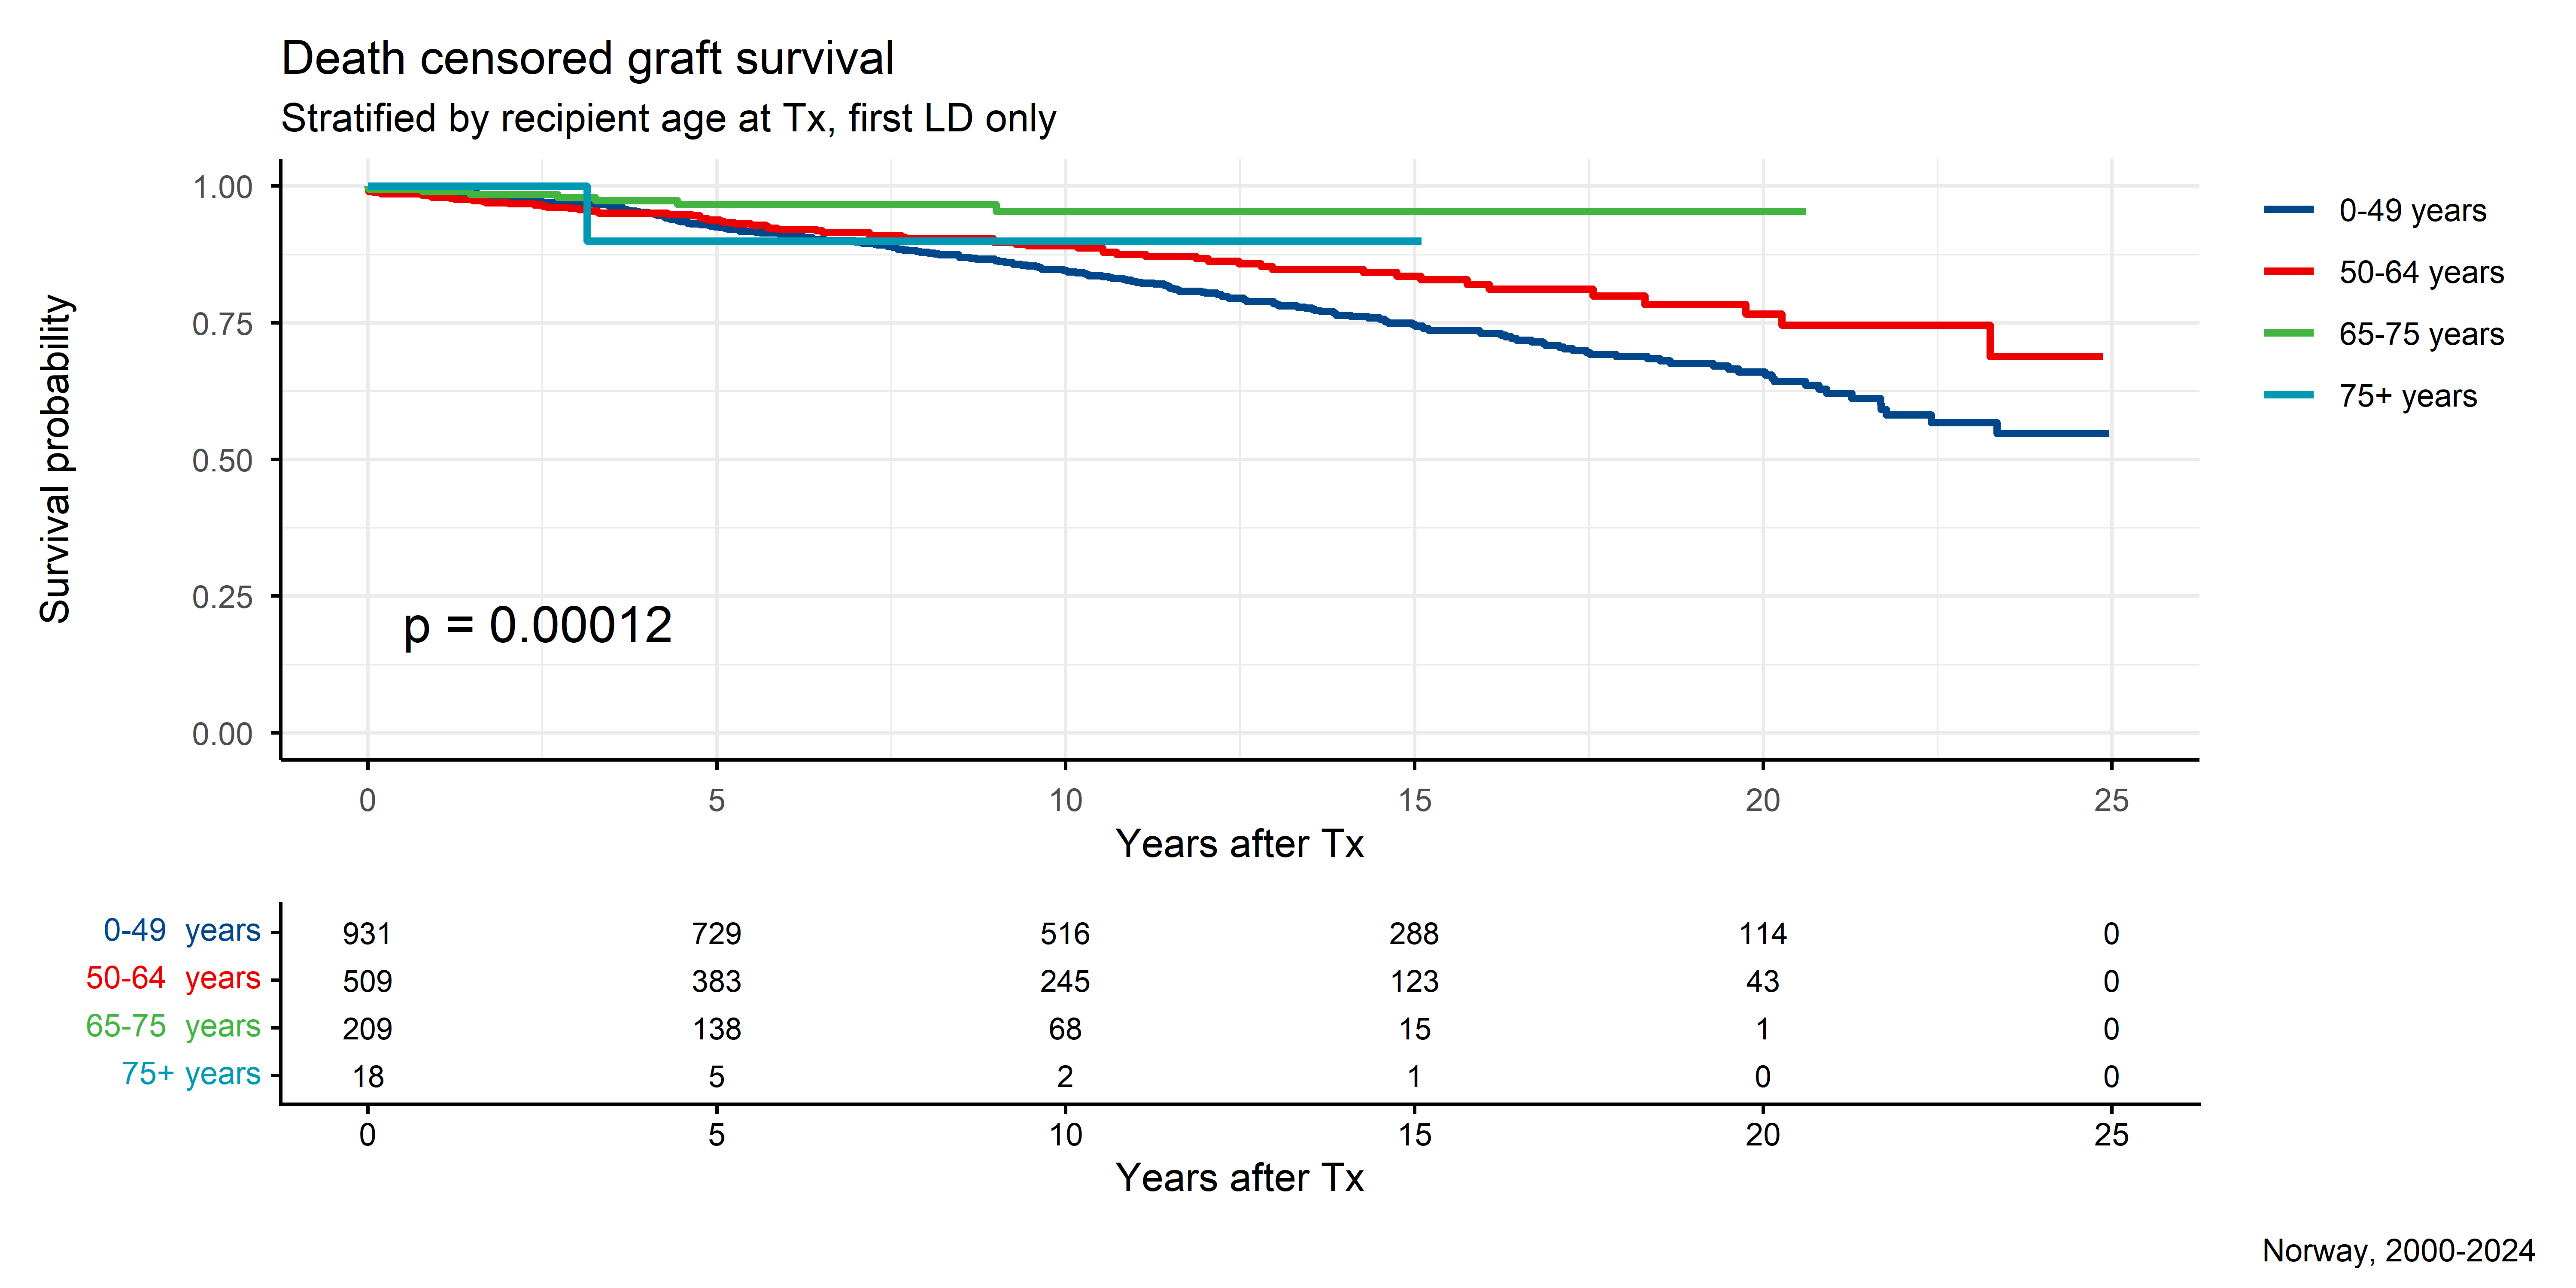 Death censored graft survival
Stratified by recipient age at Tx, first LD only
Survival probability
1.00
0.75
0.50
0.25
0.00
p = 0.00012
0 5 10 15 20 25
Years after Tx
0-49 years
50-64 years
65-75 years
75+ years
0-49 years 931 729 516 288 114 0
50-64 years 509 383 245 123 43 0
65-75 years 209 138 68 15 1 0
75+ years 18 5 2 1 0 0
0 5 10 15 20 25
Years after Tx
Norway, 2000-2024